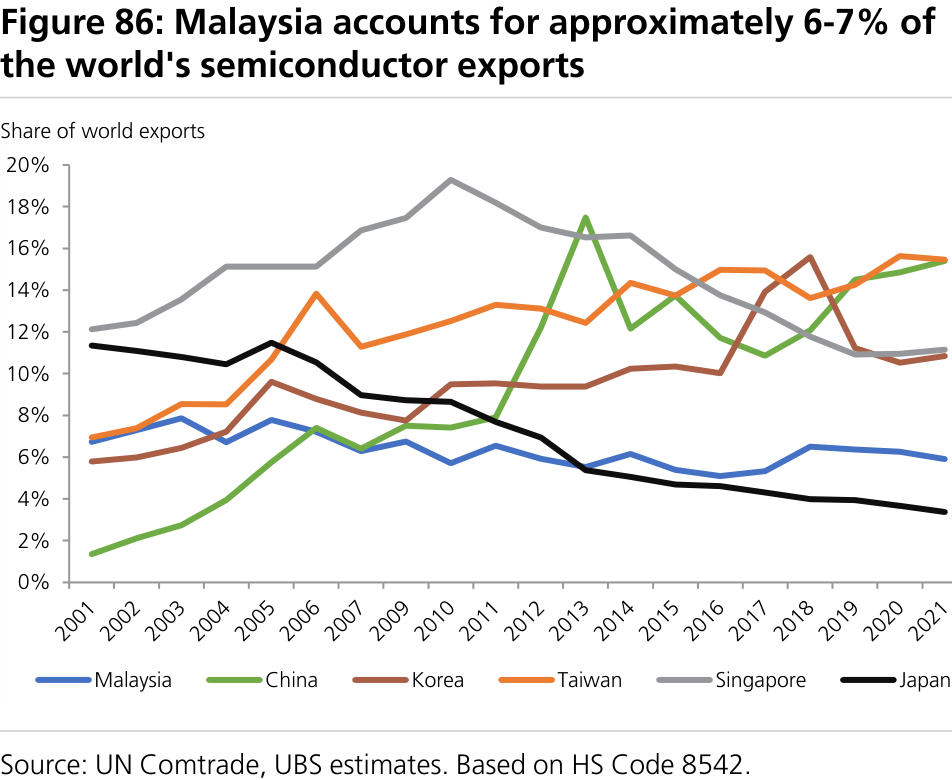 Figure 86: Malaysia accounts for approximately 6-7% of
the world's semiconductor exports
Share of world exports
20%
18%
16%
14%
12%
10%
8%
6%
4%
2%
0%
2001 2002 2003 2004 2005 2006 2007 2009 2010 2021 2012 2013 2014 2015 2016 2017 2018 2019 2020 2021
Malaysia China Korea Taiwan Singapore Japan
Source: UN Comtrade, UBS estimates. Based on HS Code 8542.